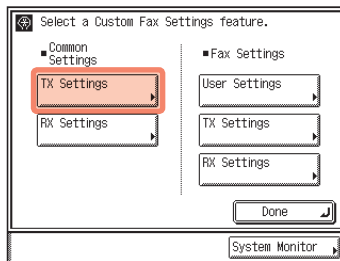 Select a Custom Fax Settings feature.
■Common
Settings
TX Settings
RX Settings
■Fax Settings
User Settings
TX Settings
RX Settings
Done
System Monitor